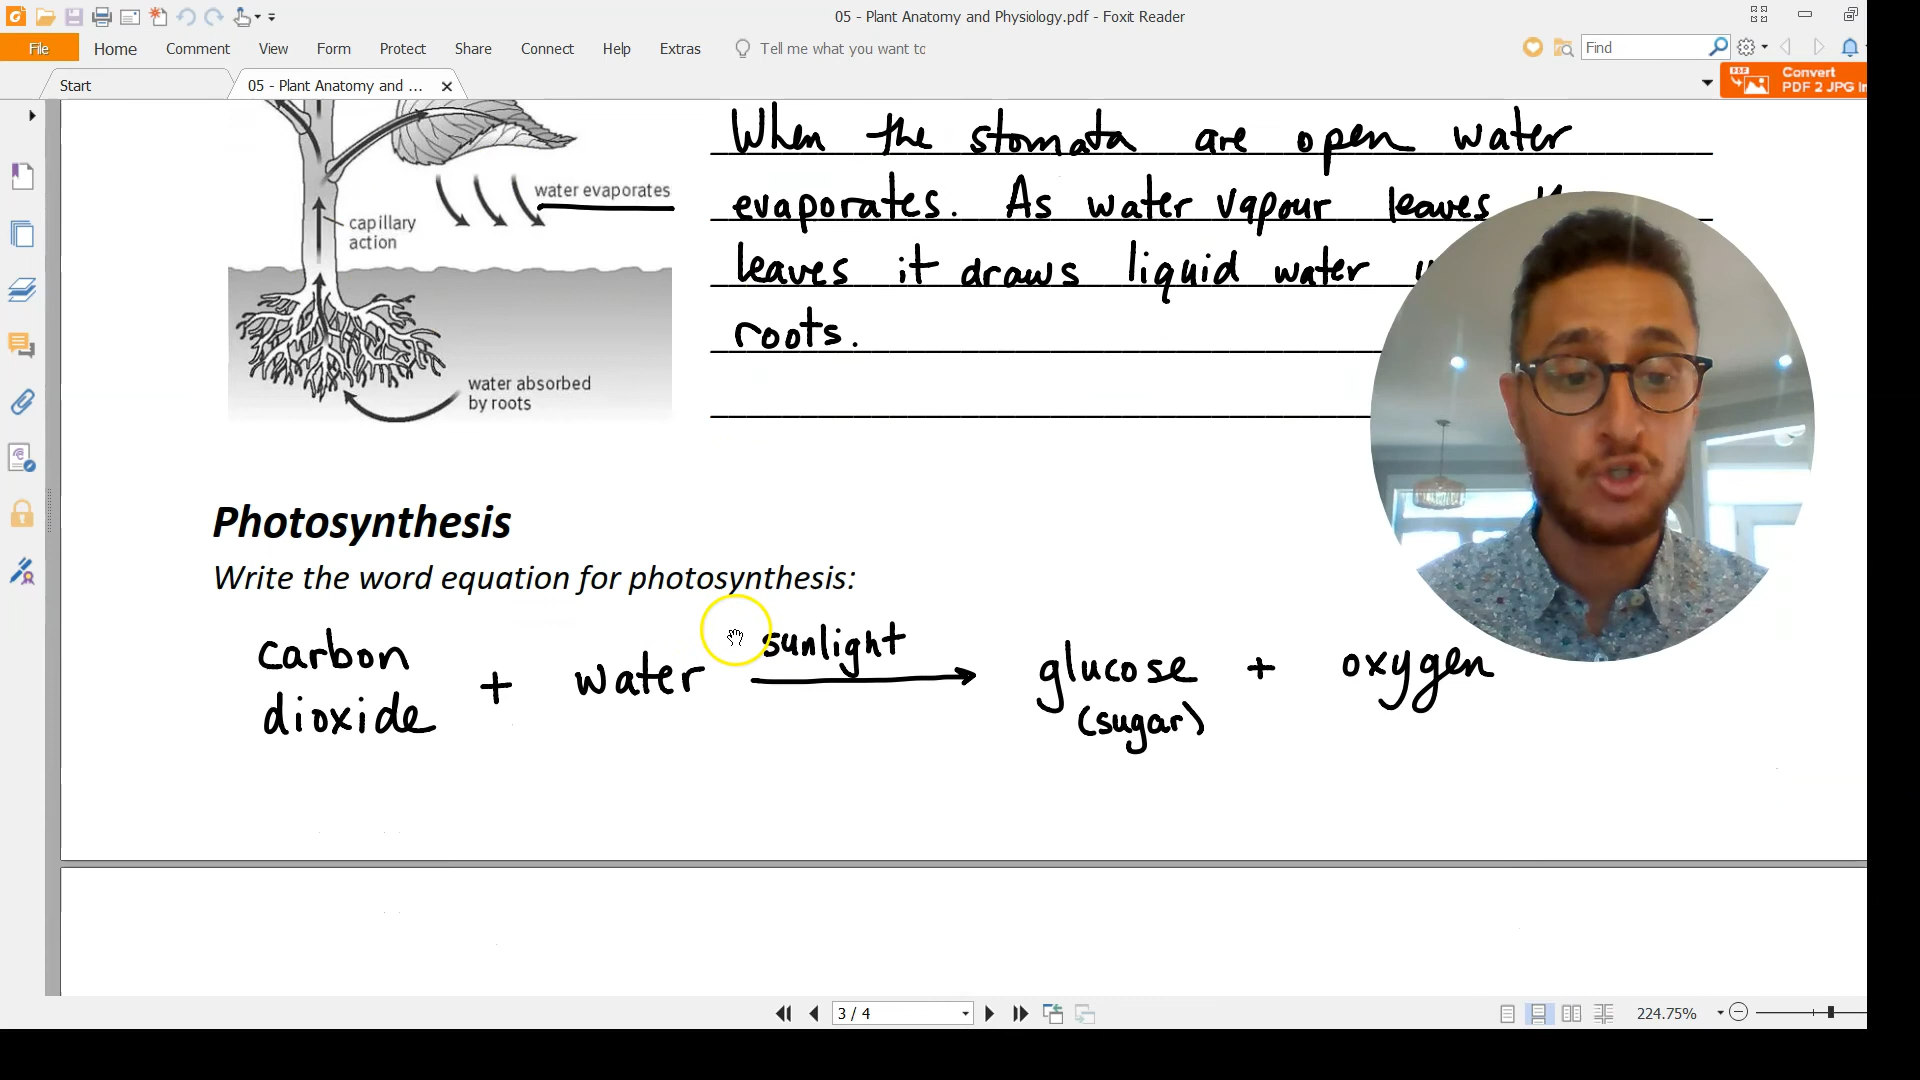 05 - Plant Anatomy and Physiology.pdf - Foxit Reader
File Home Comment View Form Protect Share Connect Help Extras Tell me what you want to Find
Start 05 - Plant Anatomy and ... Convert
PDF 2 JPG
water evaporates
capillary
action
water absorbed
by roots
When the stomata are open water
evaporates. As water vapour leaves
leaves it draws liquid water
roots.
Photosynthesis
Write the word equation for photosynthesis:
carbon
dioxide + water sunlight → glucose + oxygen
(sugar)
3 / 4 224.75%